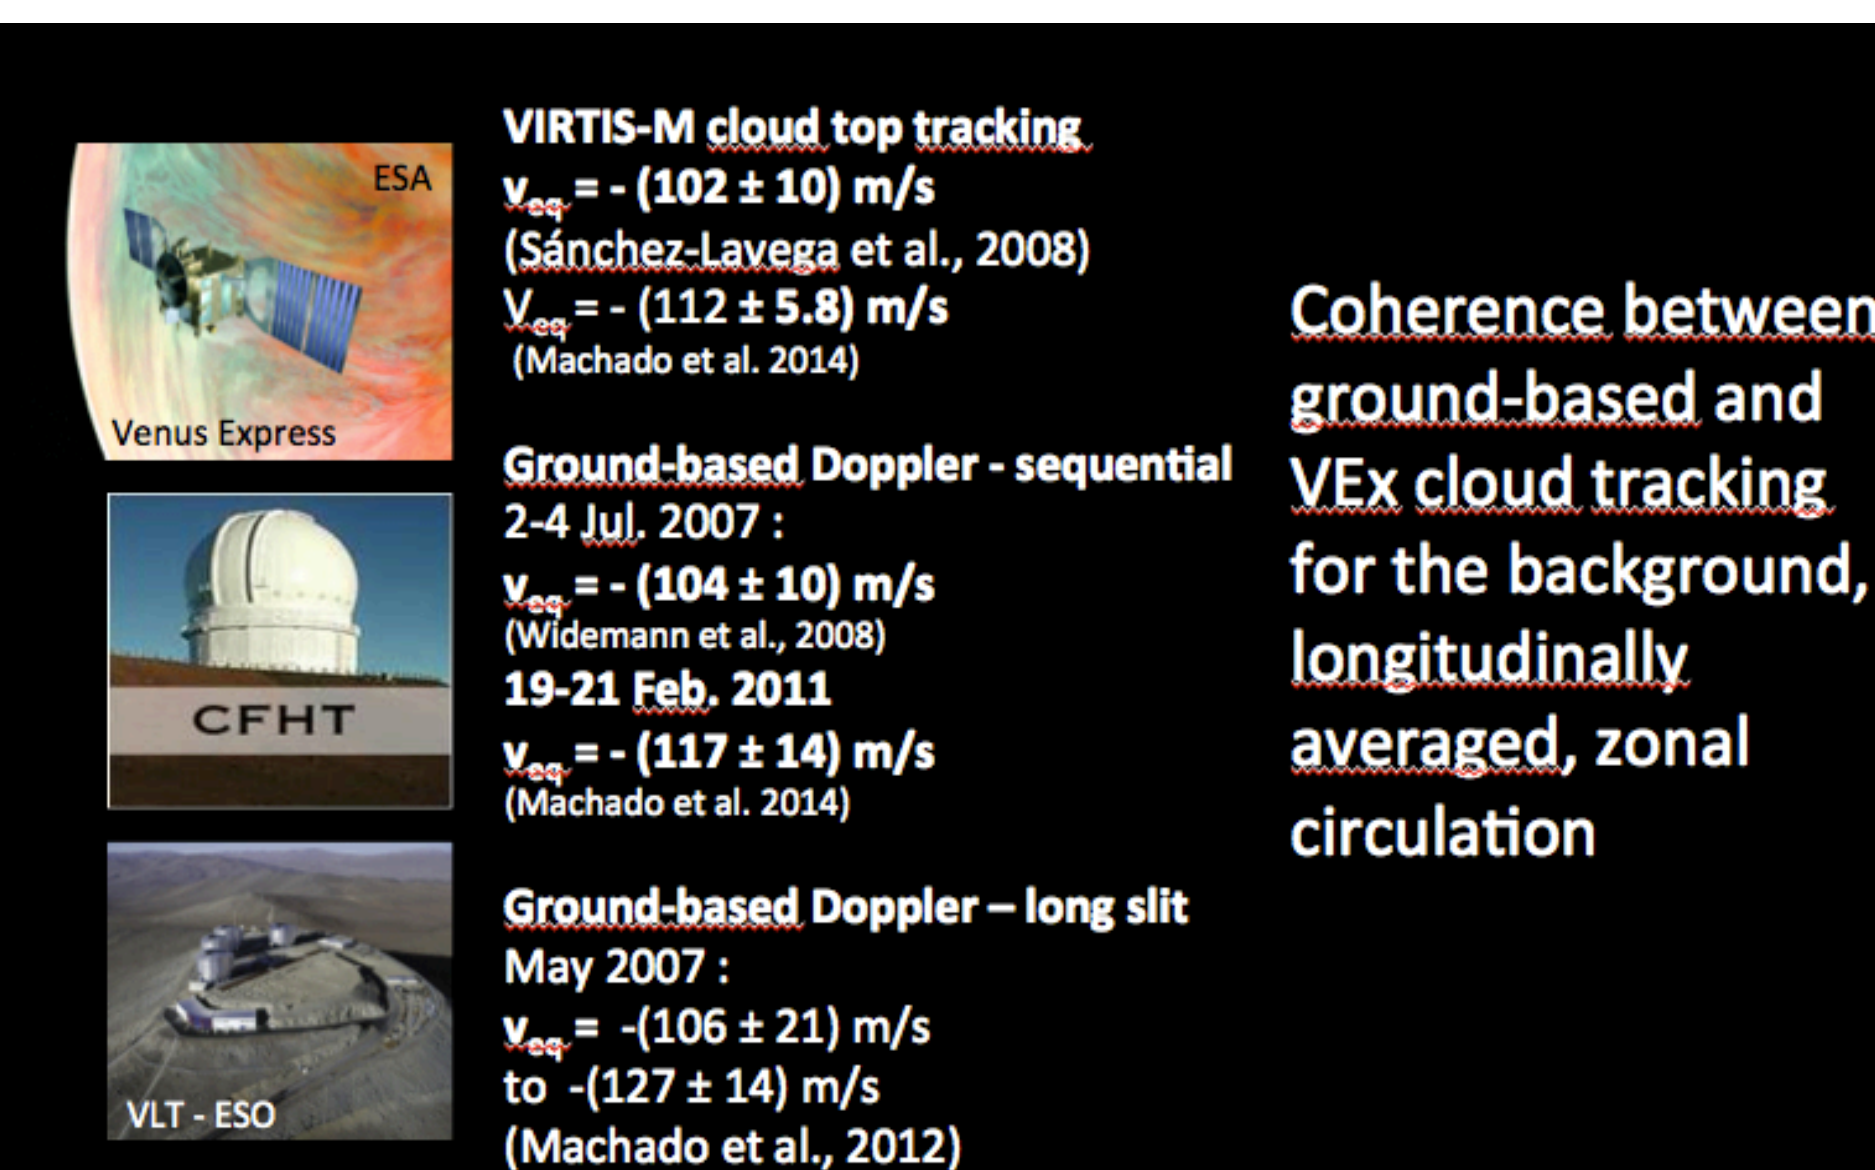 ESA
Venus Express
CFHT
VLT - ESO
VIRTIS-M cloud top tracking
veq = - (102 ± 10) m/s
(Sánchez-Lavega et al., 2008)
Veq = - (112 ± 5.8) m/s
(Machado et al. 2014)
Ground-based Doppler - sequential
2-4 Jul. 2007 :
veq = - (104 ± 10) m/s
(Widemann et al., 2008)
19-21 Feb. 2011
veq = - (117 ± 14) m/s
(Machado et al. 2014)
Ground-based Doppler – long slit
May 2007 :
veq = -(106 ± 21) m/s
to -(127 ± 14) m/s
(Machado et al., 2012)
Coherence between
ground-based and
VEx cloud tracking
for the background,
longitudinally
averaged, zonal
circulation